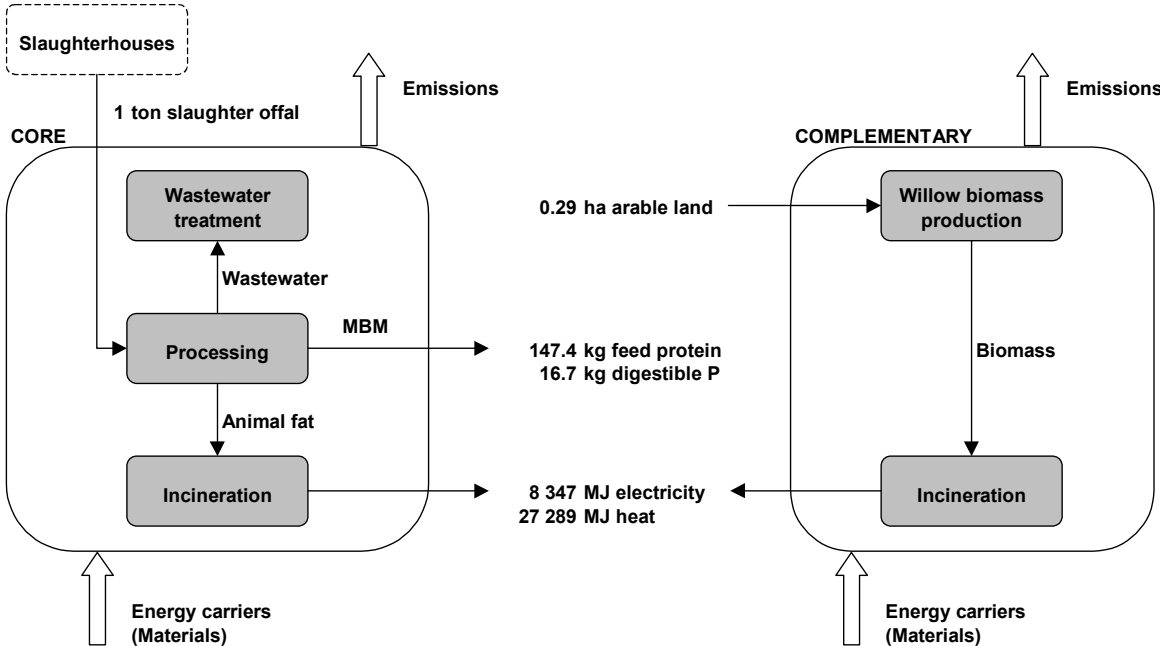 Slaughterhouses
Emissions
Emissions
1 ton slaughter offal
CORE
COMPLEMENTARY
Wastewater
treatment
0.29 ha arable land
Willow biomass
production
Wastewater
MBM
Processing
147.4 kg feed protein
16.7 kg digestible P
Biomass
Animal fat
Incineration
8 347 MJ electricity
27 289 MJ heat
Incineration
Energy carriers
(Materials)
Energy carriers
(Materials)